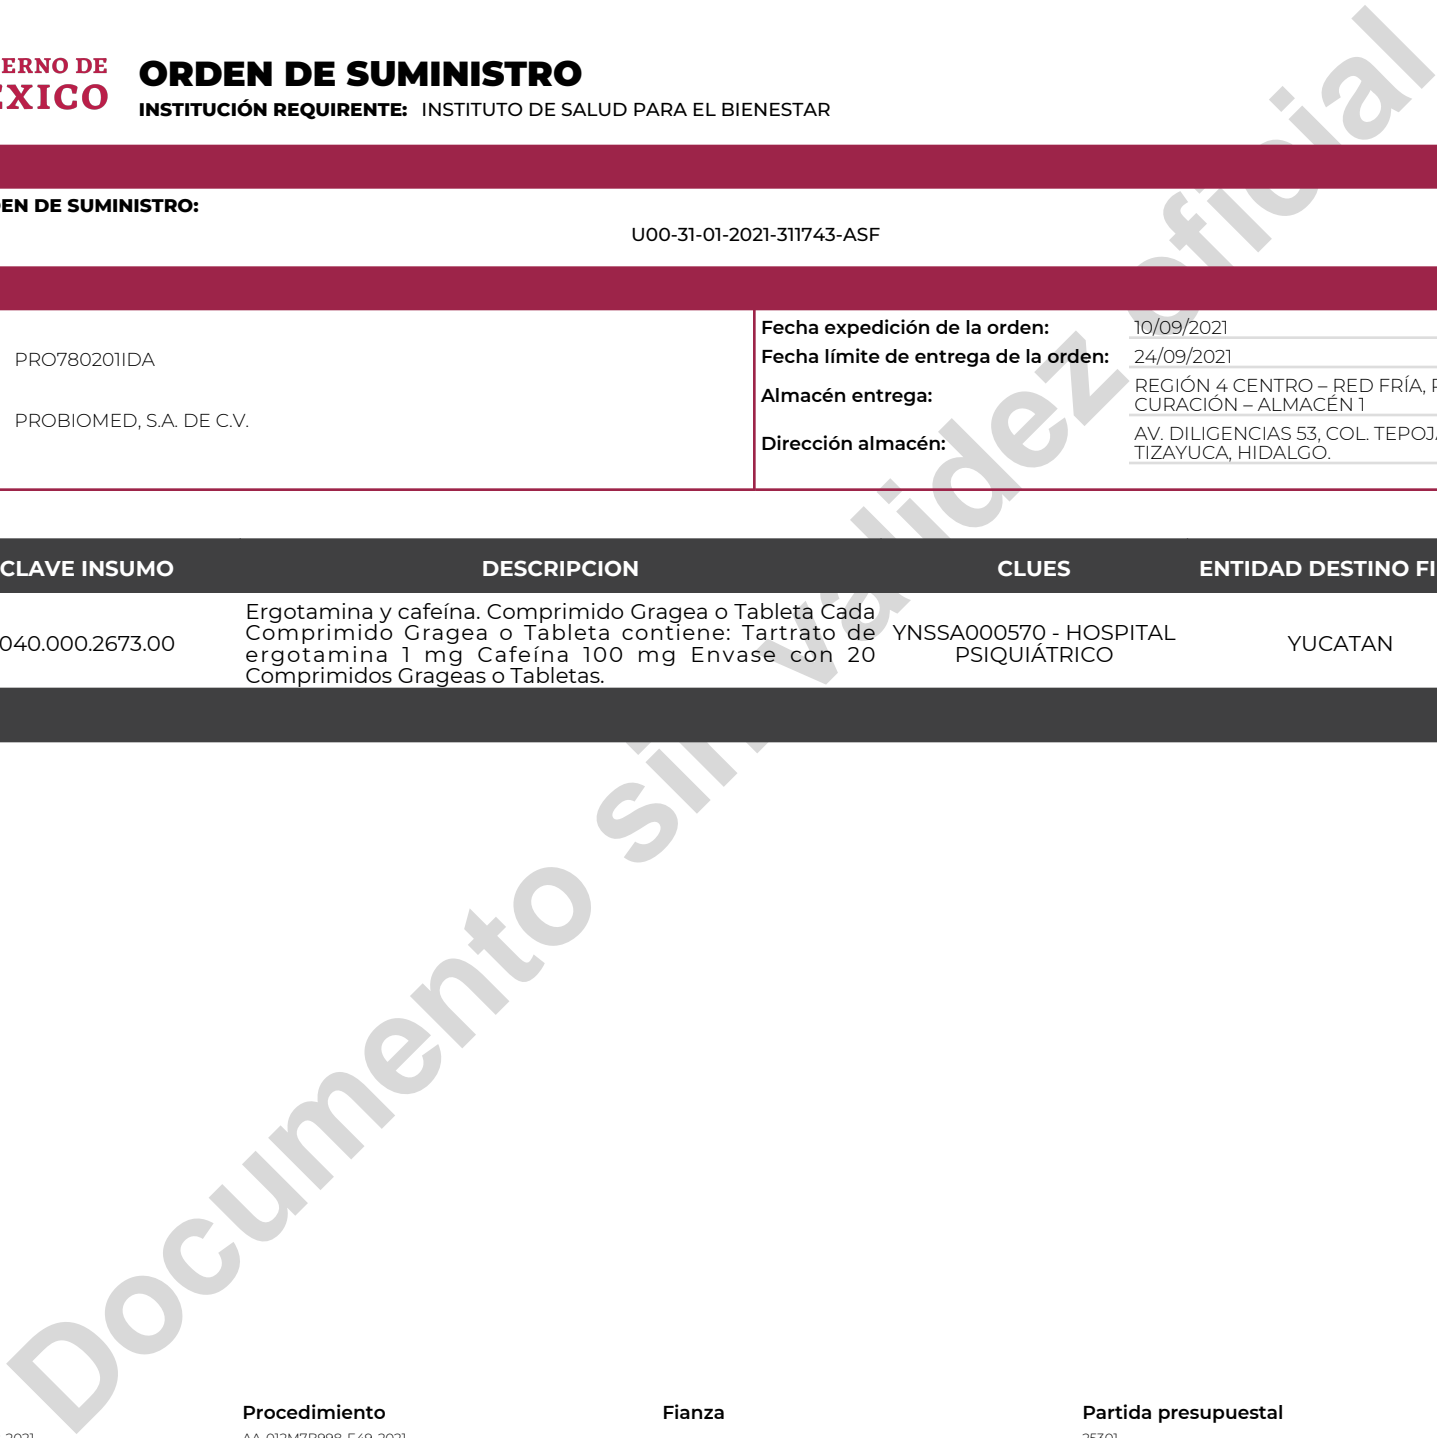 ERNO DE
EXICO
ORDEN DE SUMINISTRO
INSTITUCIÓN REQUIRENTE: INSTITUTO DE SALUD PARA EL BIENESTAR
EN DE SUMINISTRO:
U00-31-01-2021-311743-ASF
PRO780201IDA
PROBIOMED, S.A. DE C.V.
Fecha expedición de la orden: 10/09/2021
Fecha límite de entrega de la orden: 24/09/2021
Almacén entrega: REGIÓN 4 CENTRO – RED FRÍA,
CURACIÓN – ALMACÉN 1
Dirección almacén: AV. DILIGENCIAS 53, COL. TEPOJA
TIZAYUCA, HIDALGO.
CLAVE INSUMO DESCRIPCION CLUES ENTIDAD DESTINO FI
040.000.2673.00
Ergotamina y cafeína. Comprimido Gragea o Tableta Cada
Comprimido Gragea o Tableta contiene: Tartrato de
ergotamina 1 mg Cafeína 100 mg Envase con 20
Comprimidos Grageas o Tabletas.
YNSSA000570 - HOSPITAL
PSIQUIÁTRICO
YUCATAN
Documento sin validez oficial
Procedimiento Fianza Partida presupuestal